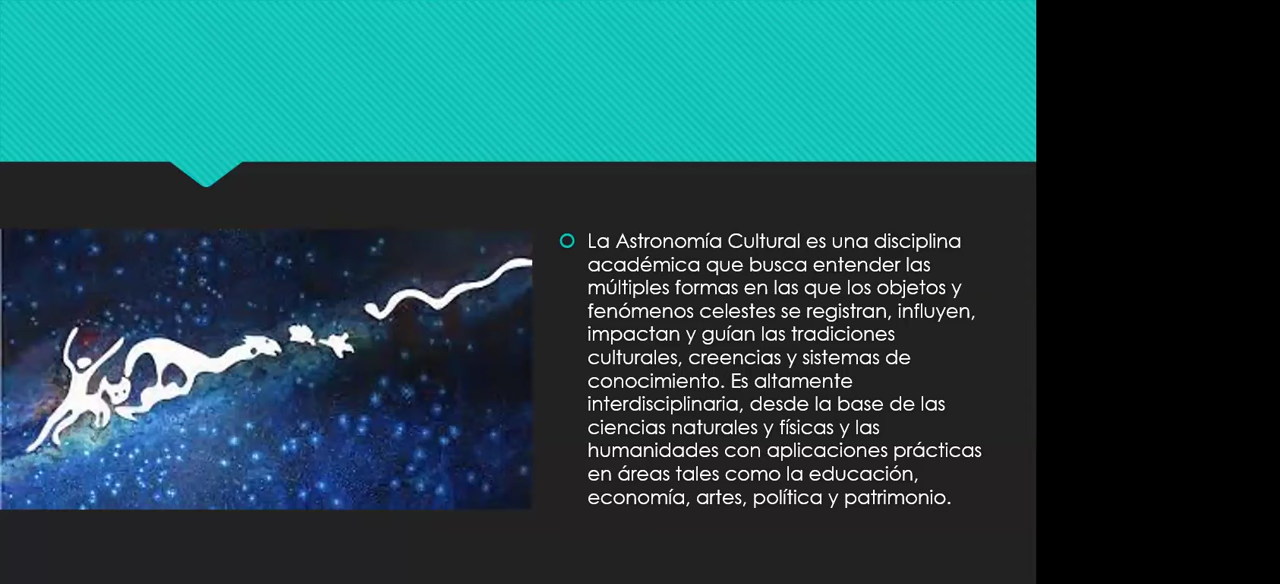 La Astronomía Cultural es una disciplina
académica que busca entender las
múltiples formas en las que los objetos y
fenómenos celestes se registran, influyen,
impactan y guían las tradiciones
culturales, creencias y sistemas de
conocimiento. Es altamente
interdisciplinaria, desde la base de las
ciencias naturales y físicas y las
humanidades con aplicaciones prácticas
en áreas tales como la educación,
economía, artes, política y patrimonio.